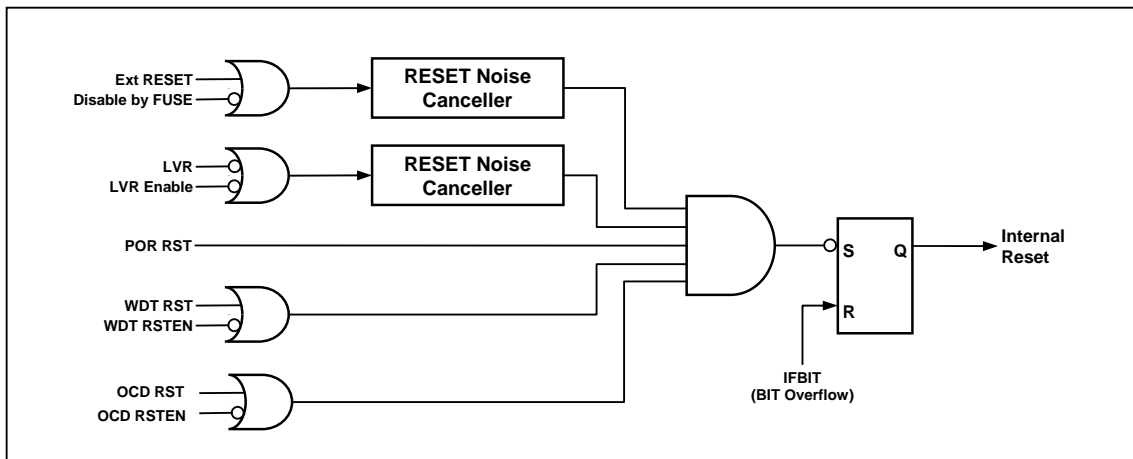 Ext RESET
Disable by FUSE
RESET Noise
Canceller
LVR
LVR Enable
RESET Noise
Canceller
POR RST
WDT RST
WDT RSTEN
OCD RST
OCD RSTEN
S
Q
R
Internal
Reset
IFBIT
(BIT Overflow)